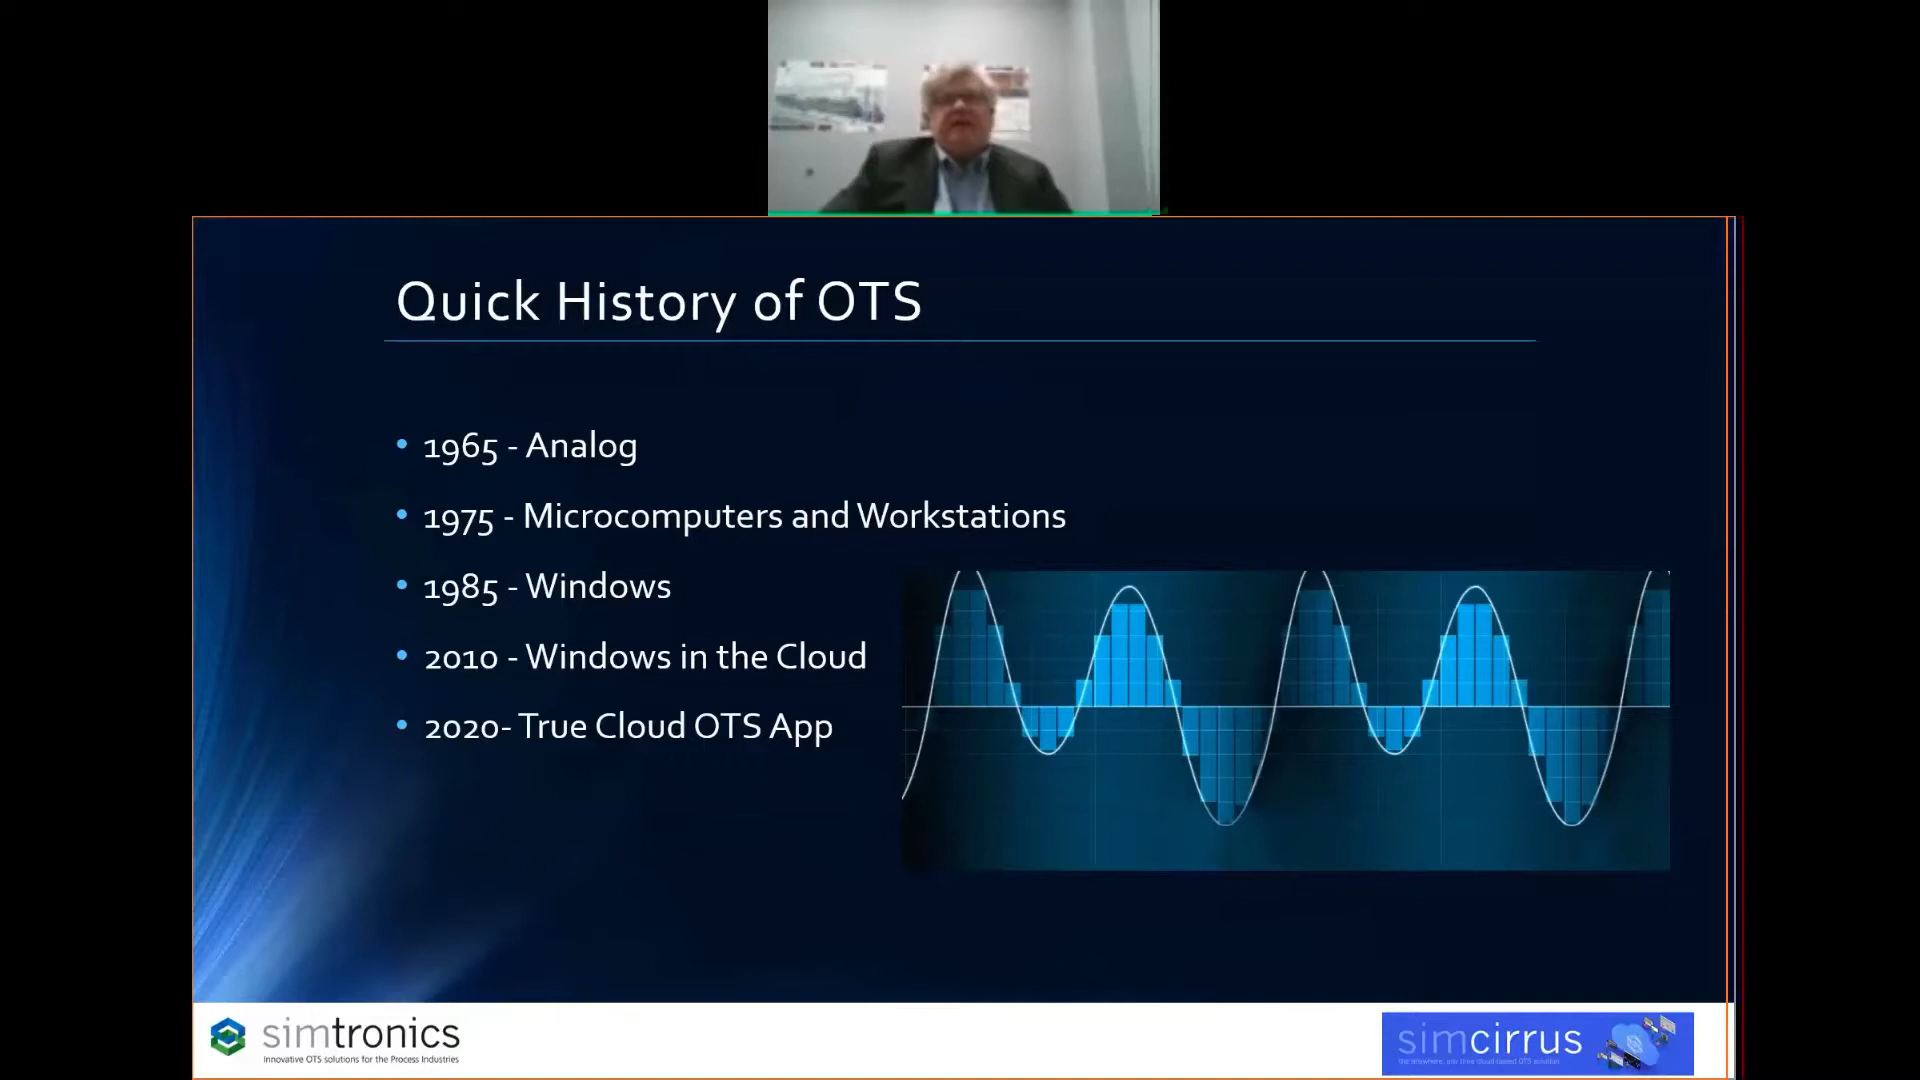 Quick History of OTS
• 1965 - Analog
• 1975 - Microcomputers and Workstations
• 1985 - Windows
• 2010 - Windows in the Cloud
• 2020- True Cloud OTS App
simtronics
Innovative OTS solutions for the Process Industries
simcirrus